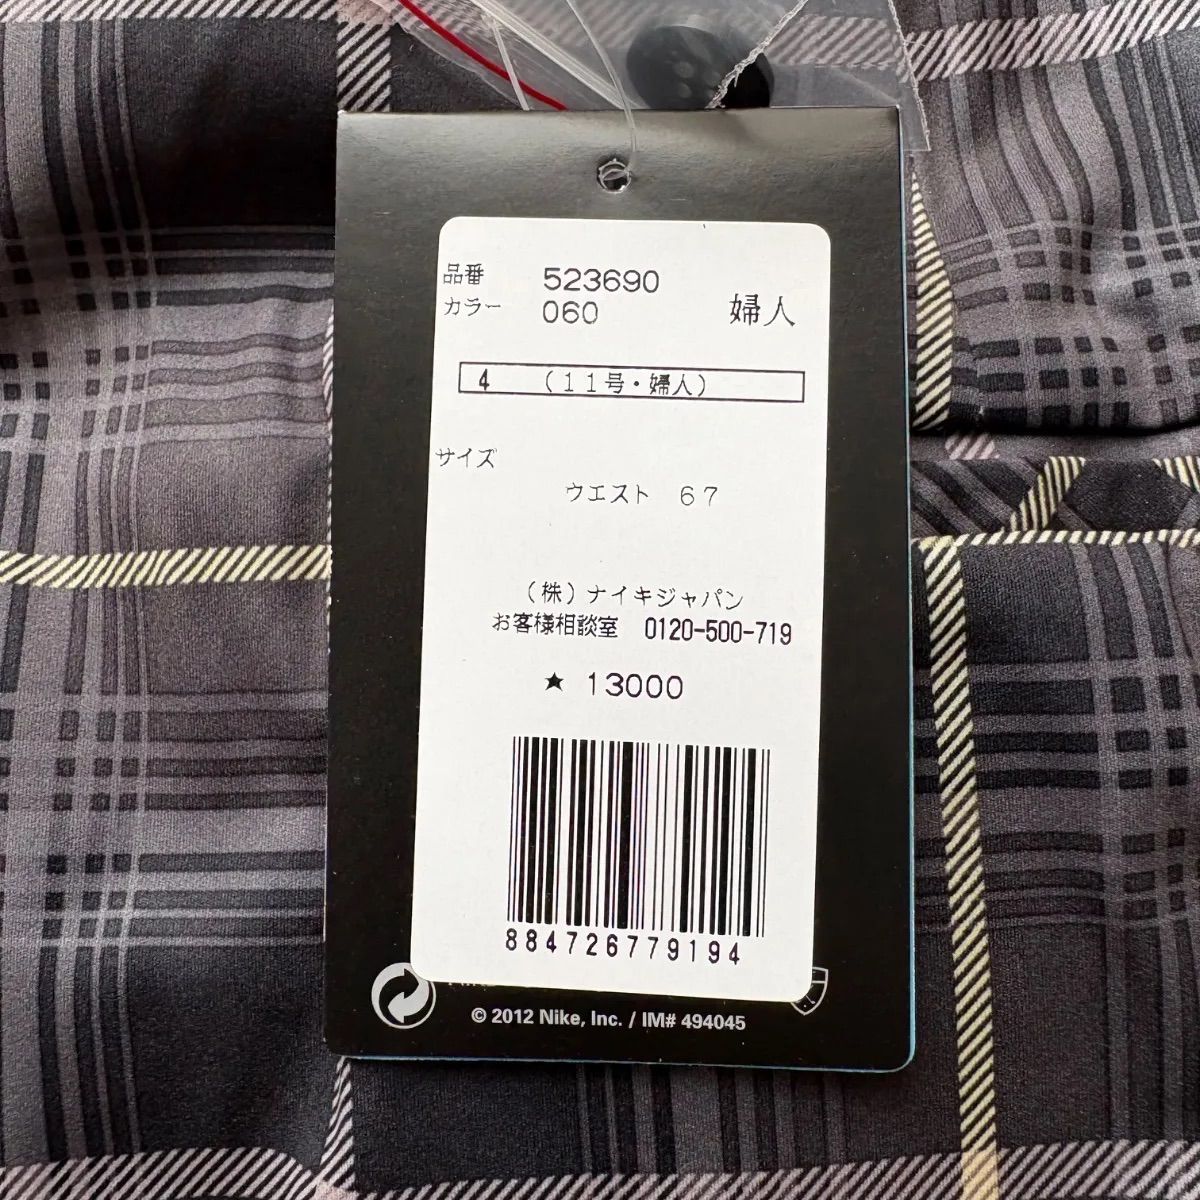 品番 523690
カラー 060 婦人
4 （１１号・婦人）
サイズ
ウエスト ６７
（株）ナイキジャパン
お客様相談室 0120-500-719
★ 13000
884726779194
© 2012 Nike, Inc. / IM# 494045